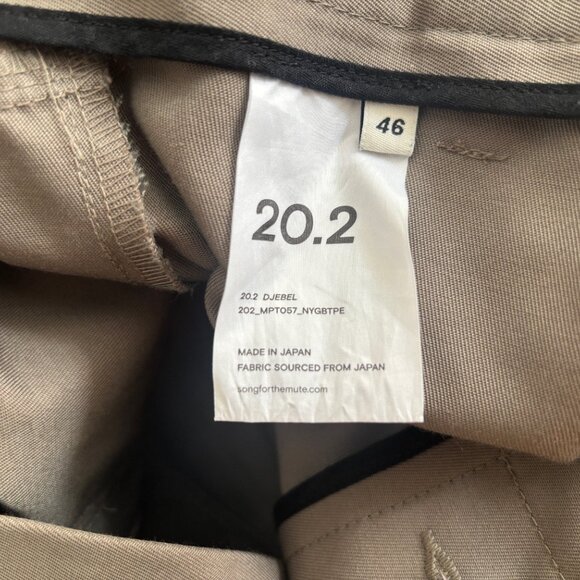 46
20.2
20.2 DJEBEL
202_MPT057_NYGBTPE
MADE IN JAPAN
FABRIC SOURCED FROM JAPAN
songforthemute.com